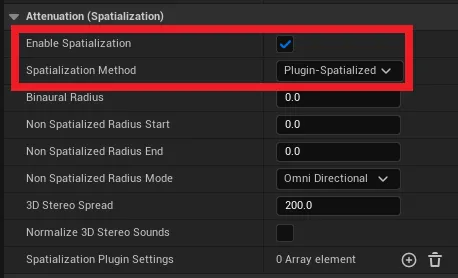 Attenuation (Spatialization)
Enable Spatialization
Spatialization Method Plugin-Spatialized
Binaural Radius 0.0
Non Spatialized Radius Start 0.0
Non Spatialized Radius End 0.0
Non Spatialized Radius Mode Omni Directional
3D Stereo Spread 200.0
Normalize 3D Stereo Sounds
Spatialization Plugin Settings 0 Array element